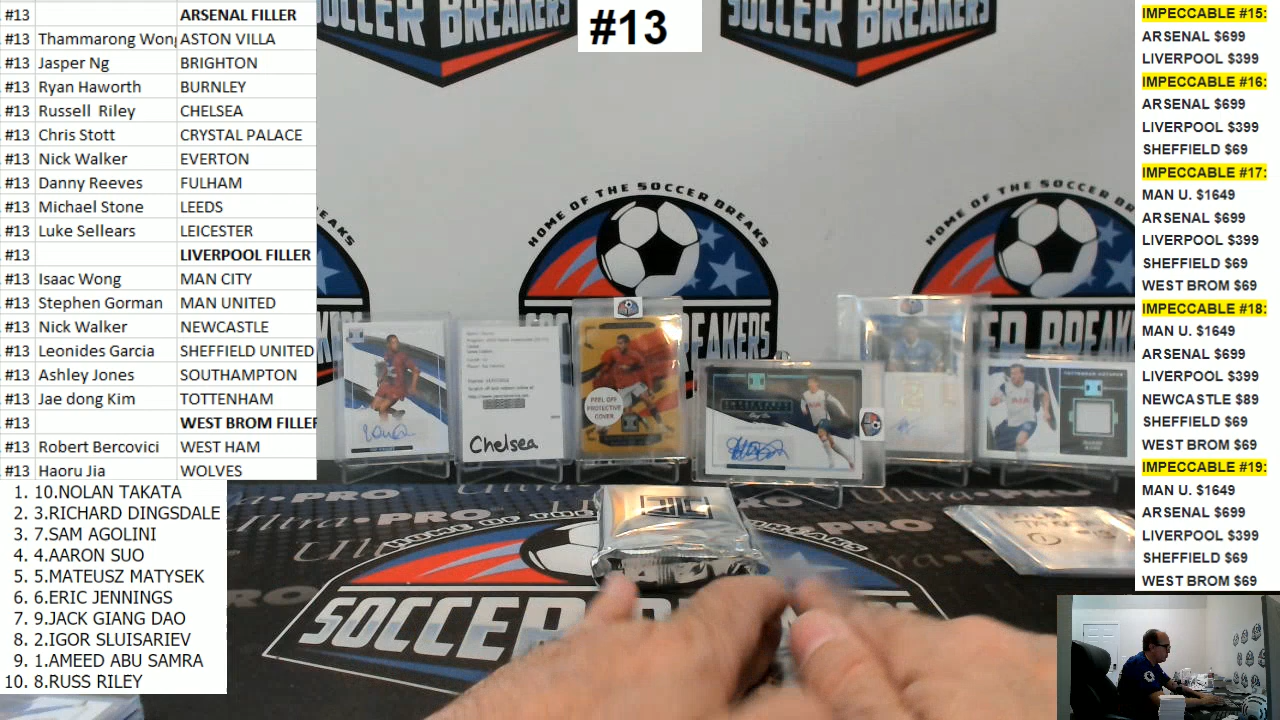 #13 ARSENAL FILLER
#13 Thammarong Wong ASTON VILLA
#13 Jasper Ng BRIGHTON
#13 Ryan Haworth BURNLEY
#13 Russell Riley CHELSEA
#13 Chris Stott CRYSTAL PALACE
#13 Nick Walker EVERTON
#13 Danny Reeves FULHAM
#13 Michael Stone LEEDS
#13 Luke Sellears LEICESTER
#13 LIVERPOOL FILLER
#13 Isaac Wong MAN CITY
#13 Stephen Gorman MAN UNITED
#13 Nick Walker NEWCASTLE
#13 Leonides Garcia SHEFFIELD UNITED
#13 Ashley Jones SOUTHAMPTON
#13 Jae dong Kim TOTTENHAM
#13 WEST BROM FILLER
#13 Robert Bercovici WEST HAM
#13 Haoru Jia WOLVES
1. 10.NOLAN TAKATA
2. 3.RICHARD DINGSDALE
3. 7.SAM AGOLINI
4. 4.AARON SUO
5. 5.MATEUSZ MATYSEK
6. 6.ERIC JENNINGS
7. 9.JACK GIANG DAO
8. 2.IGOR SLUISARIEV
9. 1.AMEED ABU SAMRA
10. 8.RUSS RILEY
#13
SOCCER BREAKERS
SOCCER BREAKERS
HOME OF THE SOCCER BREAKS
HOME OF THE SOCCER BR
BREAKERS
Chelsea
PEEL OFF
PROTECTIVE
COVER
TOTTENHAM HOTSPUR
Ultra PRO
SOCCER
IMPECCABLE #15:
ARSENAL $699
LIVERPOOL $399
IMPECCABLE #16:
ARSENAL $699
LIVERPOOL $399
SHEFFIELD $69
IMPECCABLE #17:
MAN U. $1649
ARSENAL $699
LIVERPOOL $399
SHEFFIELD $69
WEST BROM $69
IMPECCABLE #18:
MAN U. $1649
ARSENAL $699
LIVERPOOL $399
NEWCASTLE $89
SHEFFIELD $69
WEST BROM $69
IMPECCABLE #19:
MAN U. $1649
ARSENAL $699
LIVERPOOL $399
SHEFFIELD $69
WEST BROM $69